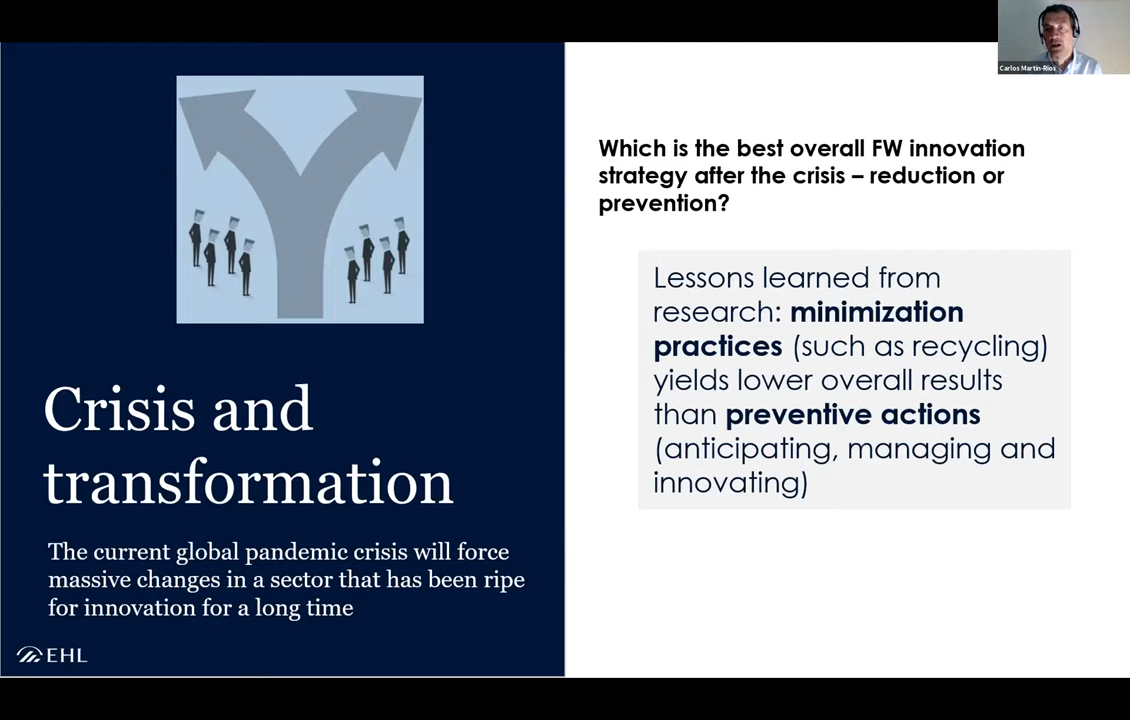 Carlos Martin-Rios
Crisis and
transformation
The current global pandemic crisis will force
massive changes in a sector that has been ripe
for innovation for a long time
EHL
Which is the best overall FW innovation
strategy after the crisis – reduction or
prevention?
Lessons learned from
research: minimization
practices (such as recycling)
yields lower overall results
than preventive actions
(anticipating, managing and
innovating)